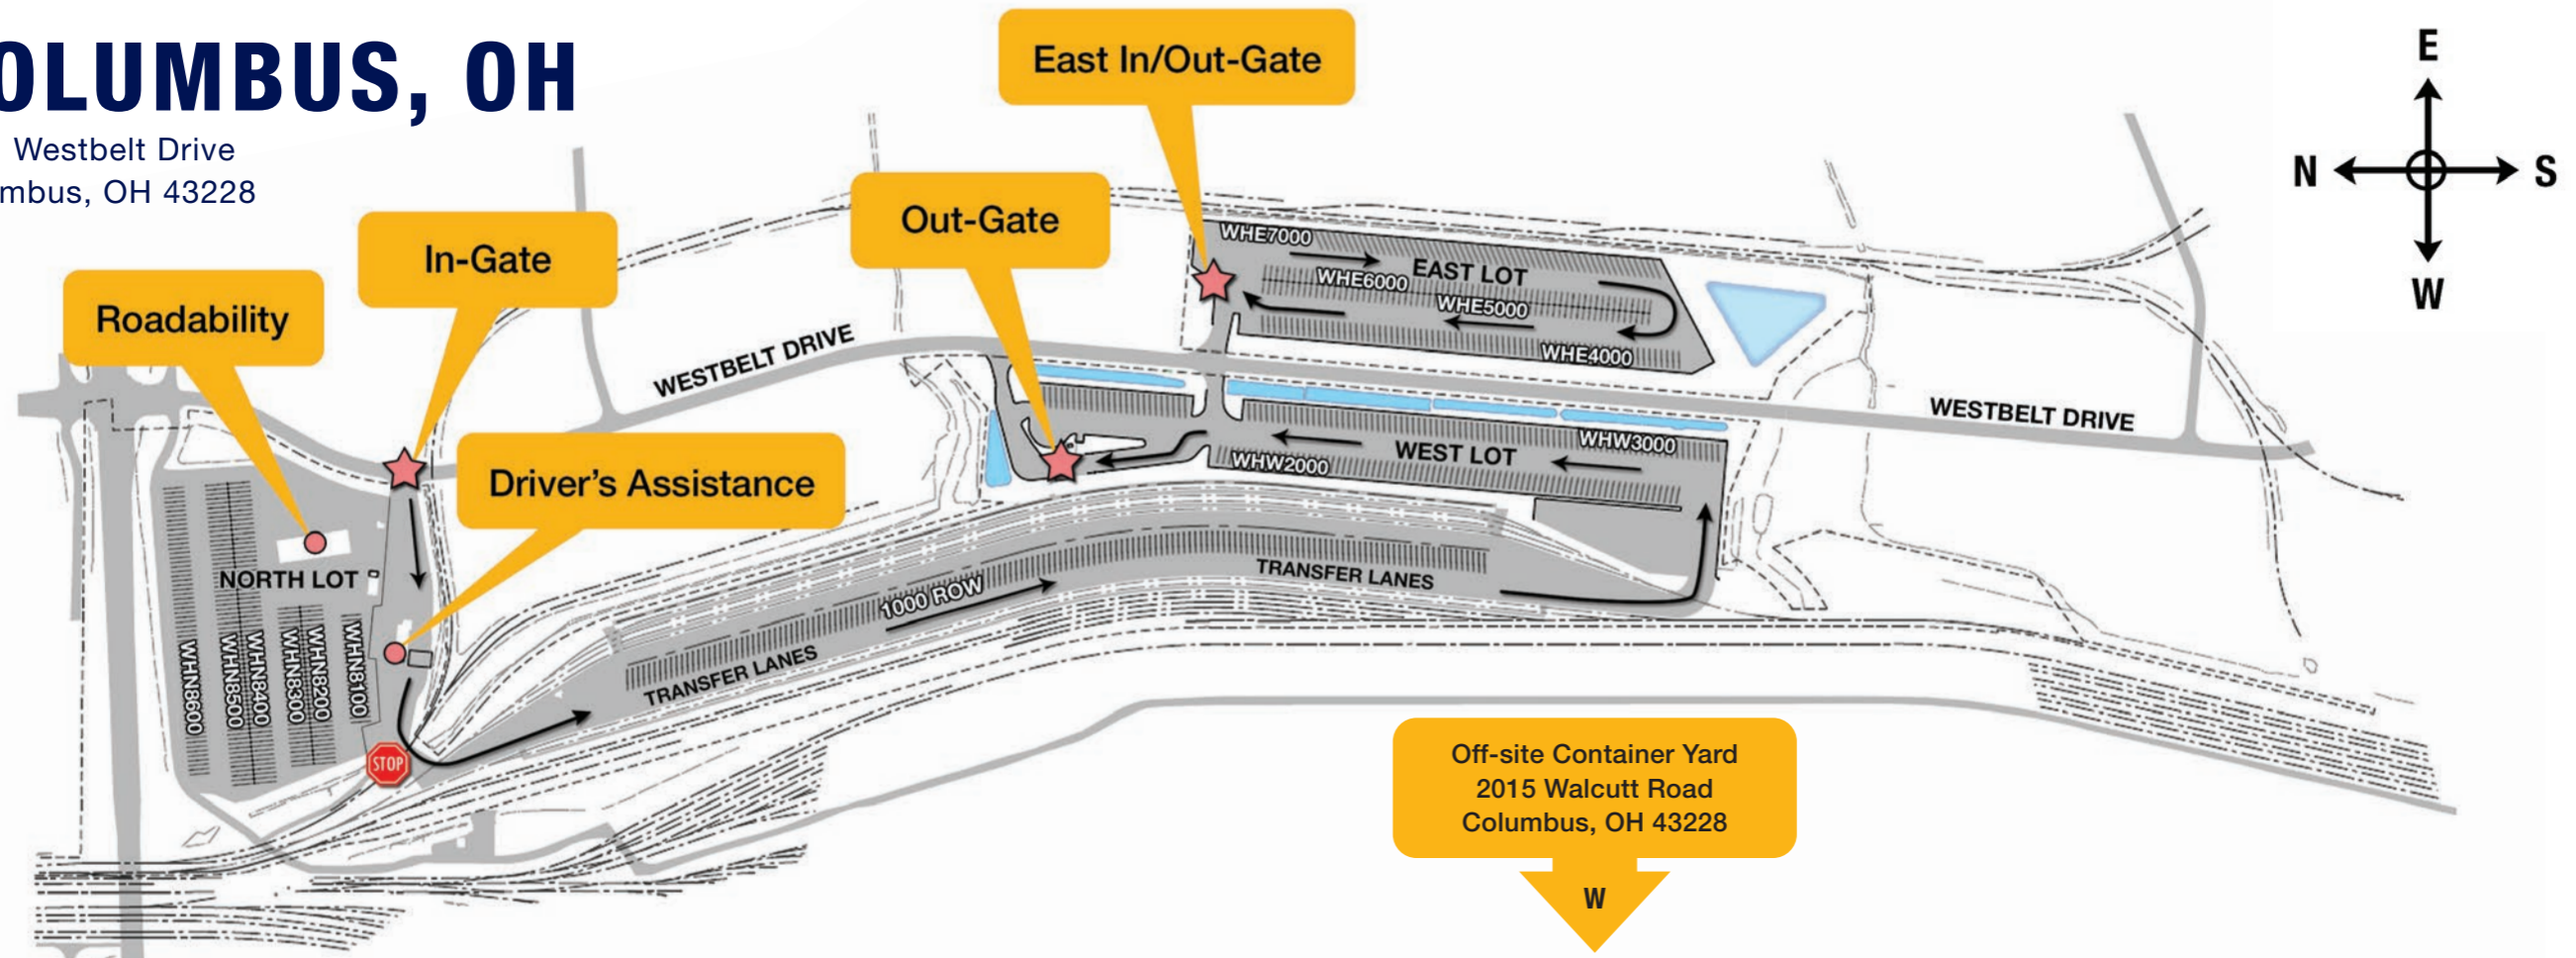 OLUMBUS, OH
Westbelt Drive
mbus, OH 43228
East In/Out-Gate
Out-Gate
In-Gate
Roadability
Driver's Assistance
E
N
S
W
WHE7000
EAST LOT
WHE6000
WHE5000
WHE4000
WESTBELT DRIVE
WESTBELT DRIVE
WHW3000
WEST LOT
WHW2000
NORTH LOT
TRANSFER LANES
1000 ROW
TRANSFER LANES
WHN8600
WHN8500
WHN8400
WHN8300
WHN8200
WHN8100
STOP
Off-site Container Yard
2015 Walcutt Road
Columbus, OH 43228
W